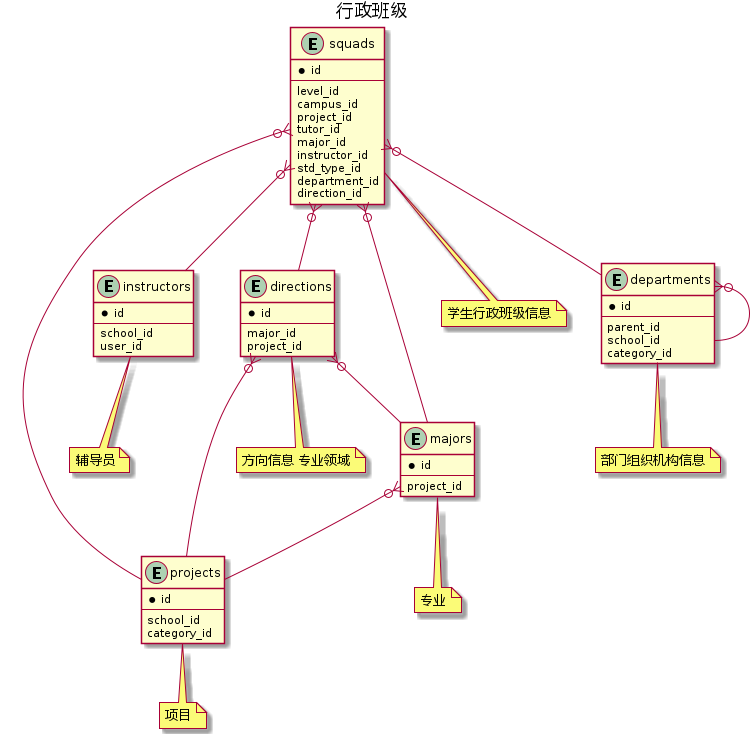 行政班级
E squads
id
level_id
campus_id
project_id
tutor_id
major_id
instructor_id
std_type_id
department_id
direction_id
E instructors
id
school_id
user_id
E directions
id
major_id
project_id
学生行政班级信息
E departments
id
parent_id
school_id
category_id
辅导员
方向信息 专业领域
E majors
id
project_id
部门组织机构信息
E projects
id
school_id
category_id
专业
项目